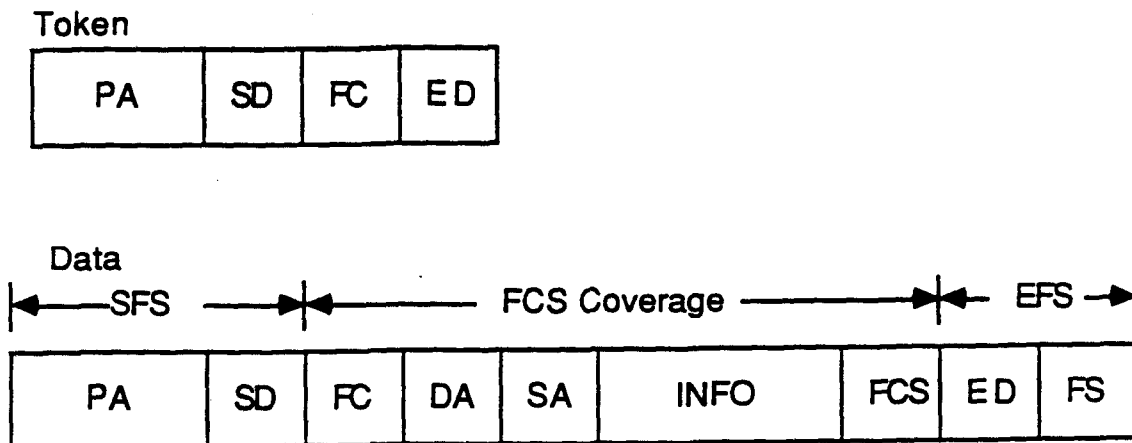 Token
PA SD FC ED
Data
SFS FCS Coverage EFS
PA SD FC DA SA INFO FCS ED FS